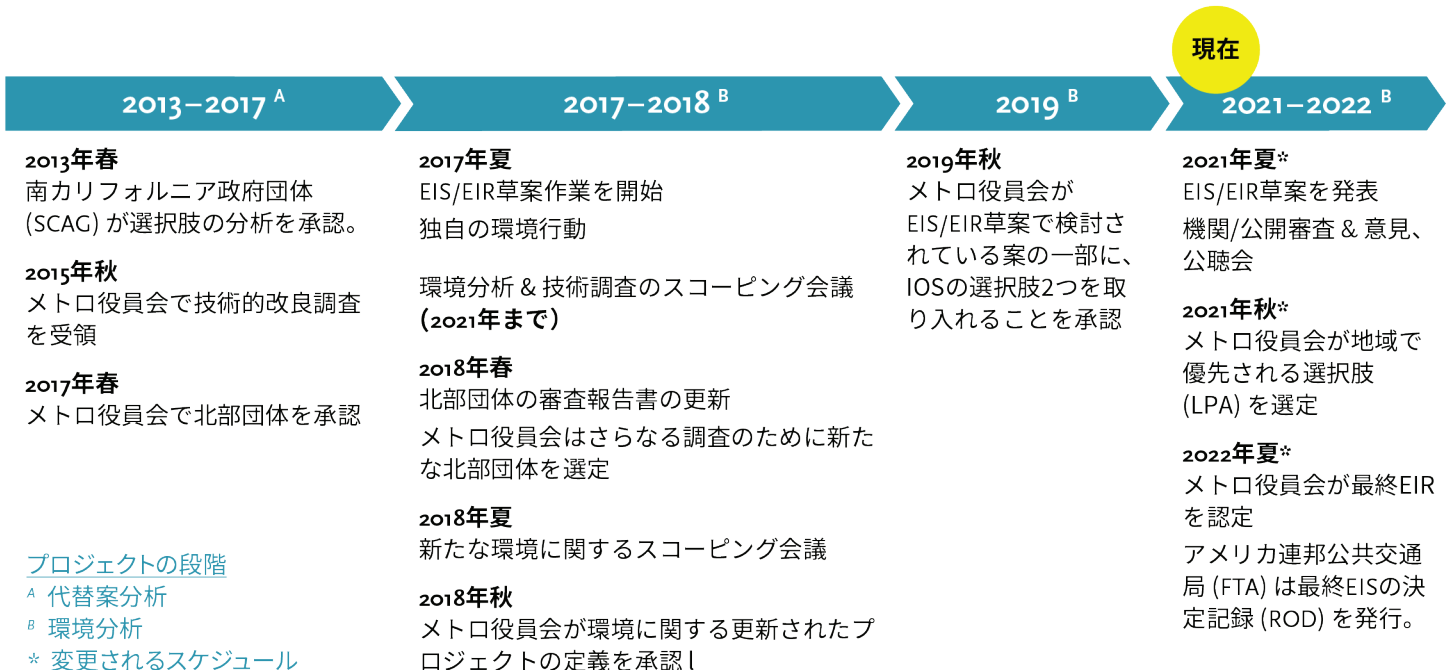 現在
2013–2017 A
2017–2018 B
2019 B
2021–2022 B
2013年春
南カリフォルニア政府団体
(SCAG) が選択肢の分析を承認。
2015年秋
メトロ役員会で技術的改良調査
を受領
2017年春
メトロ役員会で北部団体を承認
プロジェクトの段階
A 代替案分析
B 環境分析
* 変更されるスケジュール
2017年夏
EIS/EIR草案作業を開始
独自の環境行動
環境分析 & 技術調査のスコーピング会議
(2021年まで)
2018年春
北部団体の審査報告書の更新
メトロ役員会はさらなる調査のために新た
な北部団体を選定
2018年夏
新たな環境に関するスコーピング会議
2018年秋
メトロ役員会が環境に関する更新されたプ
ロジェクトの定義を承認l
2019年秋
メトロ役員会が
EIS/EIR草案で検討さ
れている案の一部に、
IOSの選択肢2つを取
り入れることを承認
2021年夏*
EIS/EIR草案を発表
機関/公開審査 & 意見、
公聴会
2021年秋*
メトロ役員会が地域で
優先される選択肢
(LPA) を選定
2022年夏*
メトロ役員会が最終EIR
を認定
アメリカ連邦公共交通
局 (FTA) は最終EISの決
定記録 (ROD) を発行。